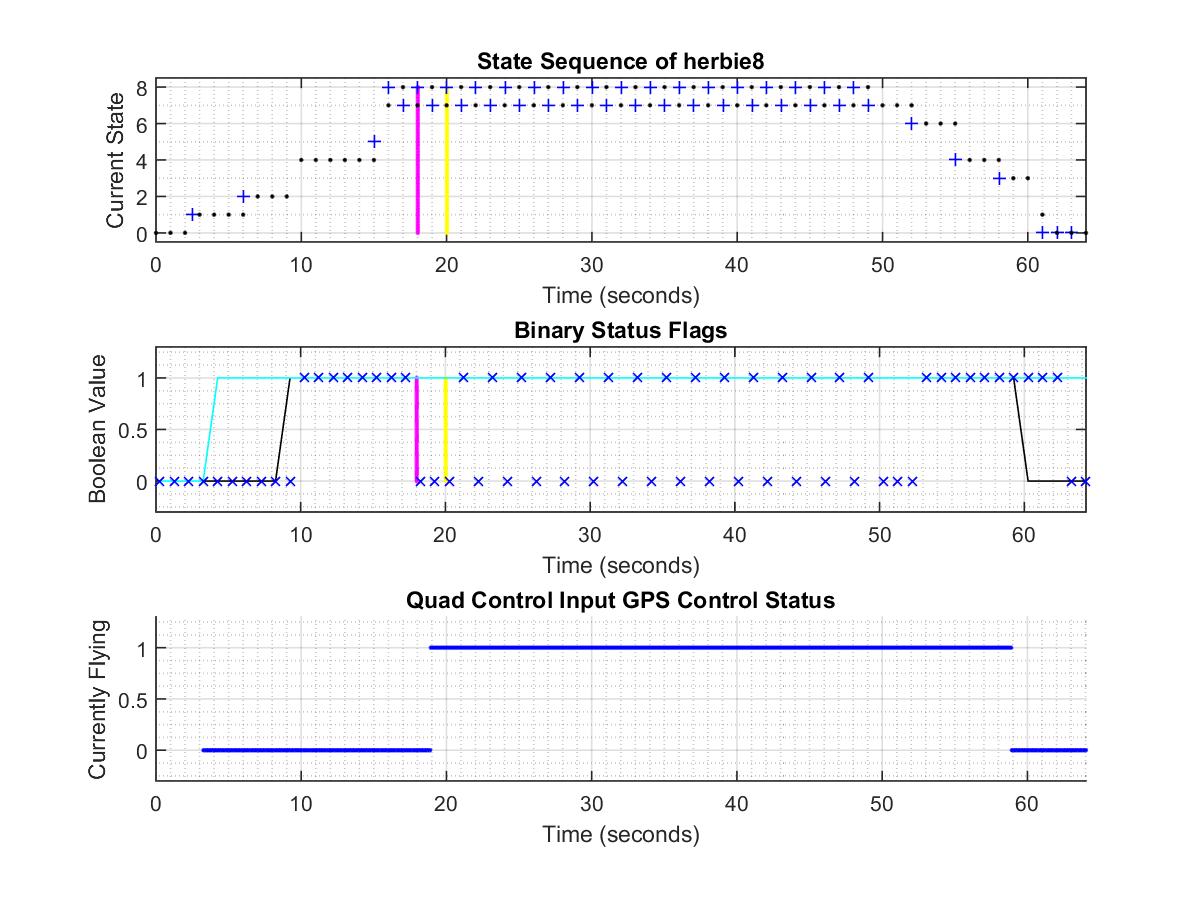 State Sequence of herbie8
Current State
8
6
4
2
0
0 10 20 30 40 50 60
Time (seconds)
Binary Status Flags
Boolean Value
1
0.5
0
0 10 20 30 40 50 60
Time (seconds)
Quad Control Input GPS Control Status
Currently Flying
1
0.5
0
0 10 20 30 40 50 60
Time (seconds)